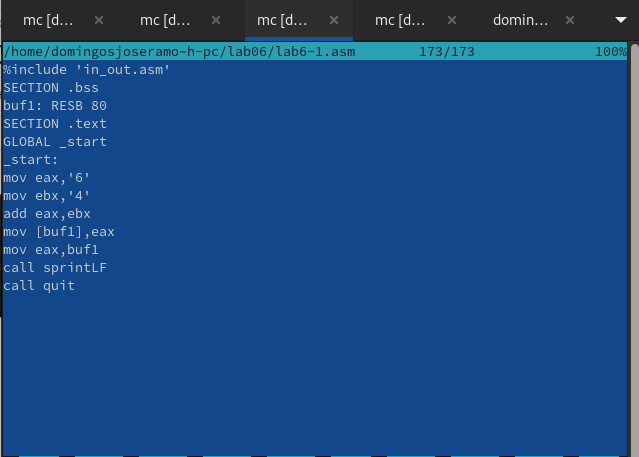 mc [d... × mc [d... × mc [d... × mc [d... × domin... ×
/home/domingosjoseramo~h-pc/lab06/lab6-1.asm 173/173 100%
%include 'in_out.asm'
SECTION .bss
buf1: RESB 80
SECTION .text
GLOBAL _start
_start:
mov eax,'6'
mov ebx,'4'
add eax,ebx
mov [buf1],eax
mov eax,buf1
call sprintLF
call quit